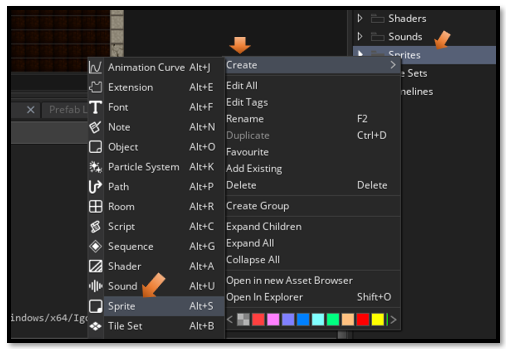 Shaders
Sounds
Sprites
e Sets
melines
Prefab L
indows/x64/Igo
Animation Curve Alt+J
Extension Alt+E
Font Alt+F
Note Alt+N
Object Alt+O
Particle System Alt+K
Path Alt+P
Room Alt+R
Script Alt+C
Sequence Alt+G
Shader Alt+A
Sound Alt+U
Sprite Alt+S
Tile Set Alt+B
Create
Edit All
Edit Tags
Rename F2
Duplicate Ctrl+D
Favourite
Add Existing
Delete Delete
Create Group
Expand Children
Expand All
Collapse All
Open in new Asset Browser
Open In Explorer Shift+O